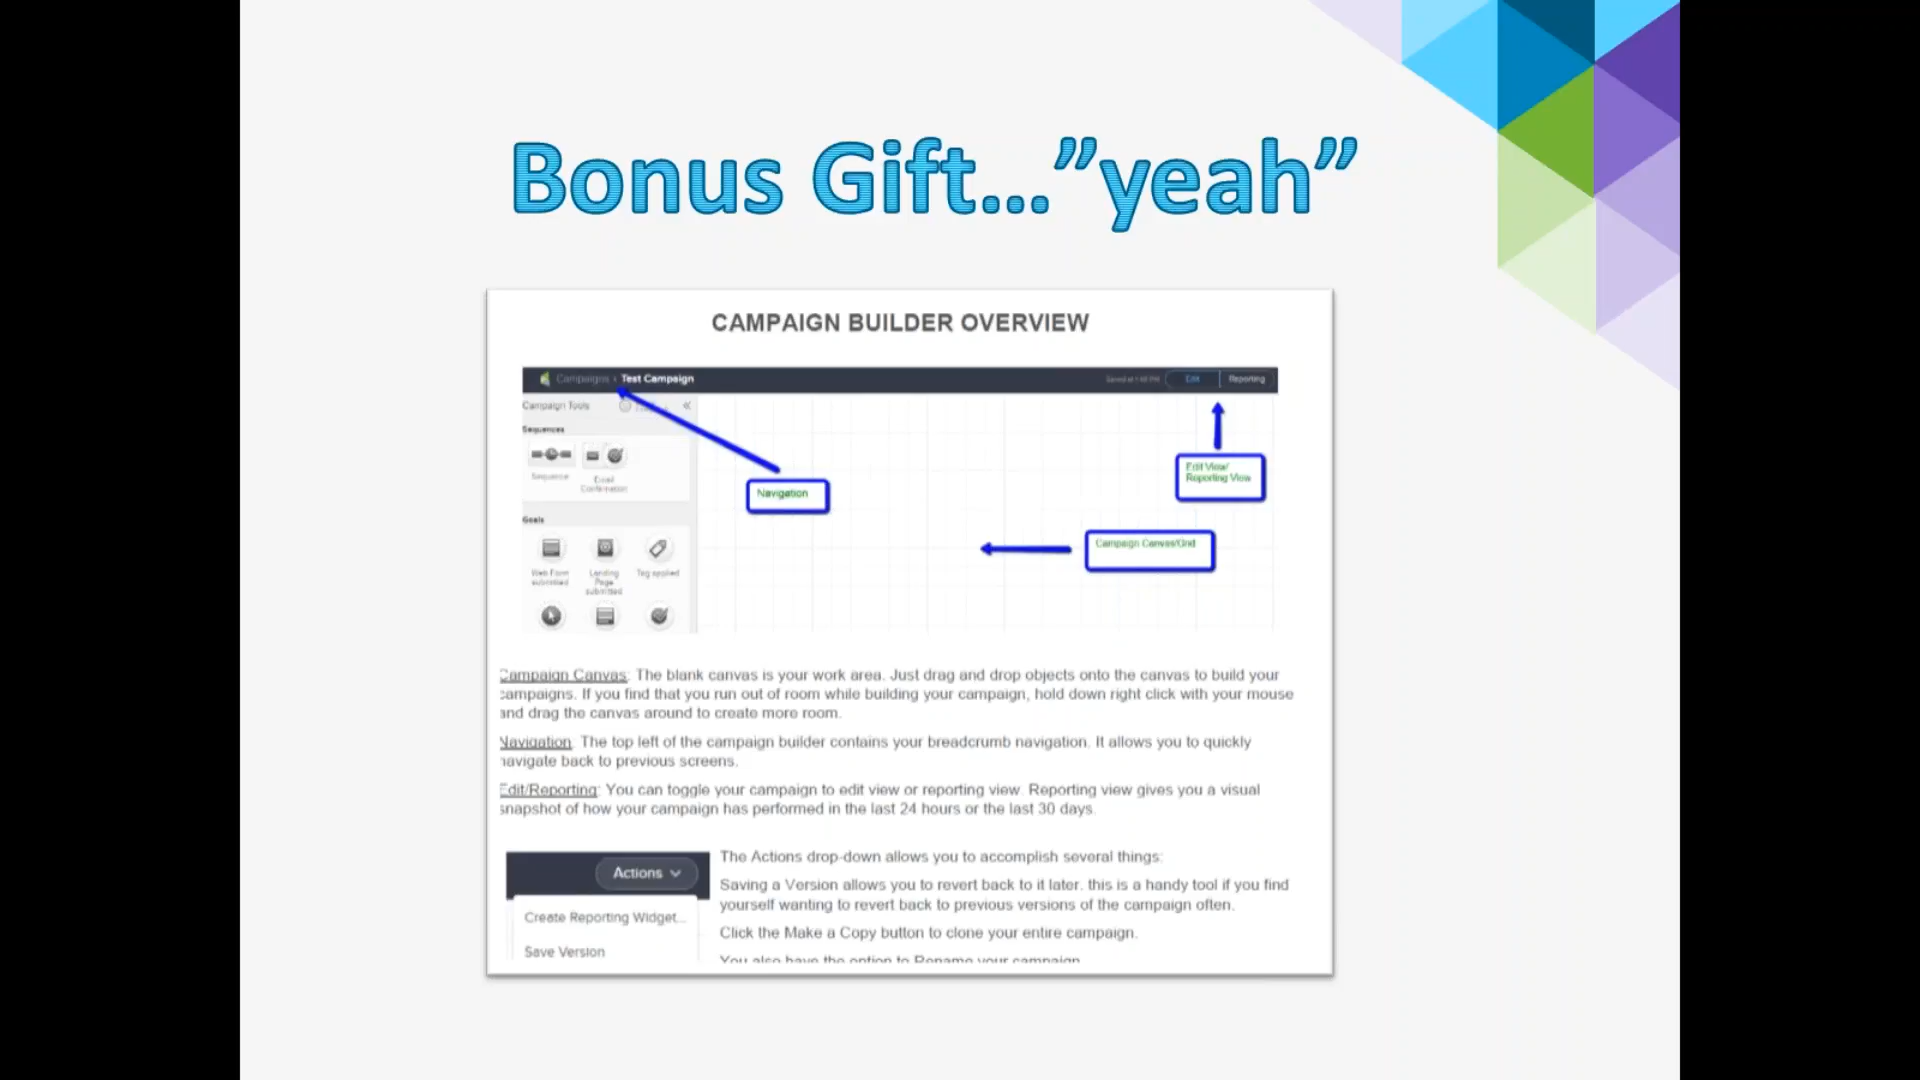 Bonus Gift...”yeah”
CAMPAIGN BUILDER OVERVIEW
Campaigns › Test Campaign
Edit
Reporting
Campaign Tools
Sequences
Sequence
Email
Confirmation
Edit View/
Reporting View
Navigation
Campaign Canvas/Grid
Goals
Web Form
submitted
Landing
Page
submitted
Tag applied
Campaign Canvas: The blank canvas is your work area. Just drag and drop objects onto the canvas to build your
campaigns. If you find that you run out of room while building your campaign, hold down right click with your mouse
and drag the canvas around to create more room.
Navigation. The top left of the campaign builder contains your breadcrumb navigation. It allows you to quickly
navigate back to previous screens.
Edit/Reporting: You can toggle your campaign to edit view or reporting view. Reporting view gives you a visual
snapshot of how your campaign has performed in the last 24 hours or the last 30 days.
Actions
Create Reporting Widget...
Save Version
The Actions drop-down allows you to accomplish several things:
Saving a Version allows you to revert back to it later. this is a handy tool if you find
yourself wanting to revert back to previous versions of the campaign often.
Click the Make a Copy button to clone your entire campaign.
You also have the option to Rename your campaign